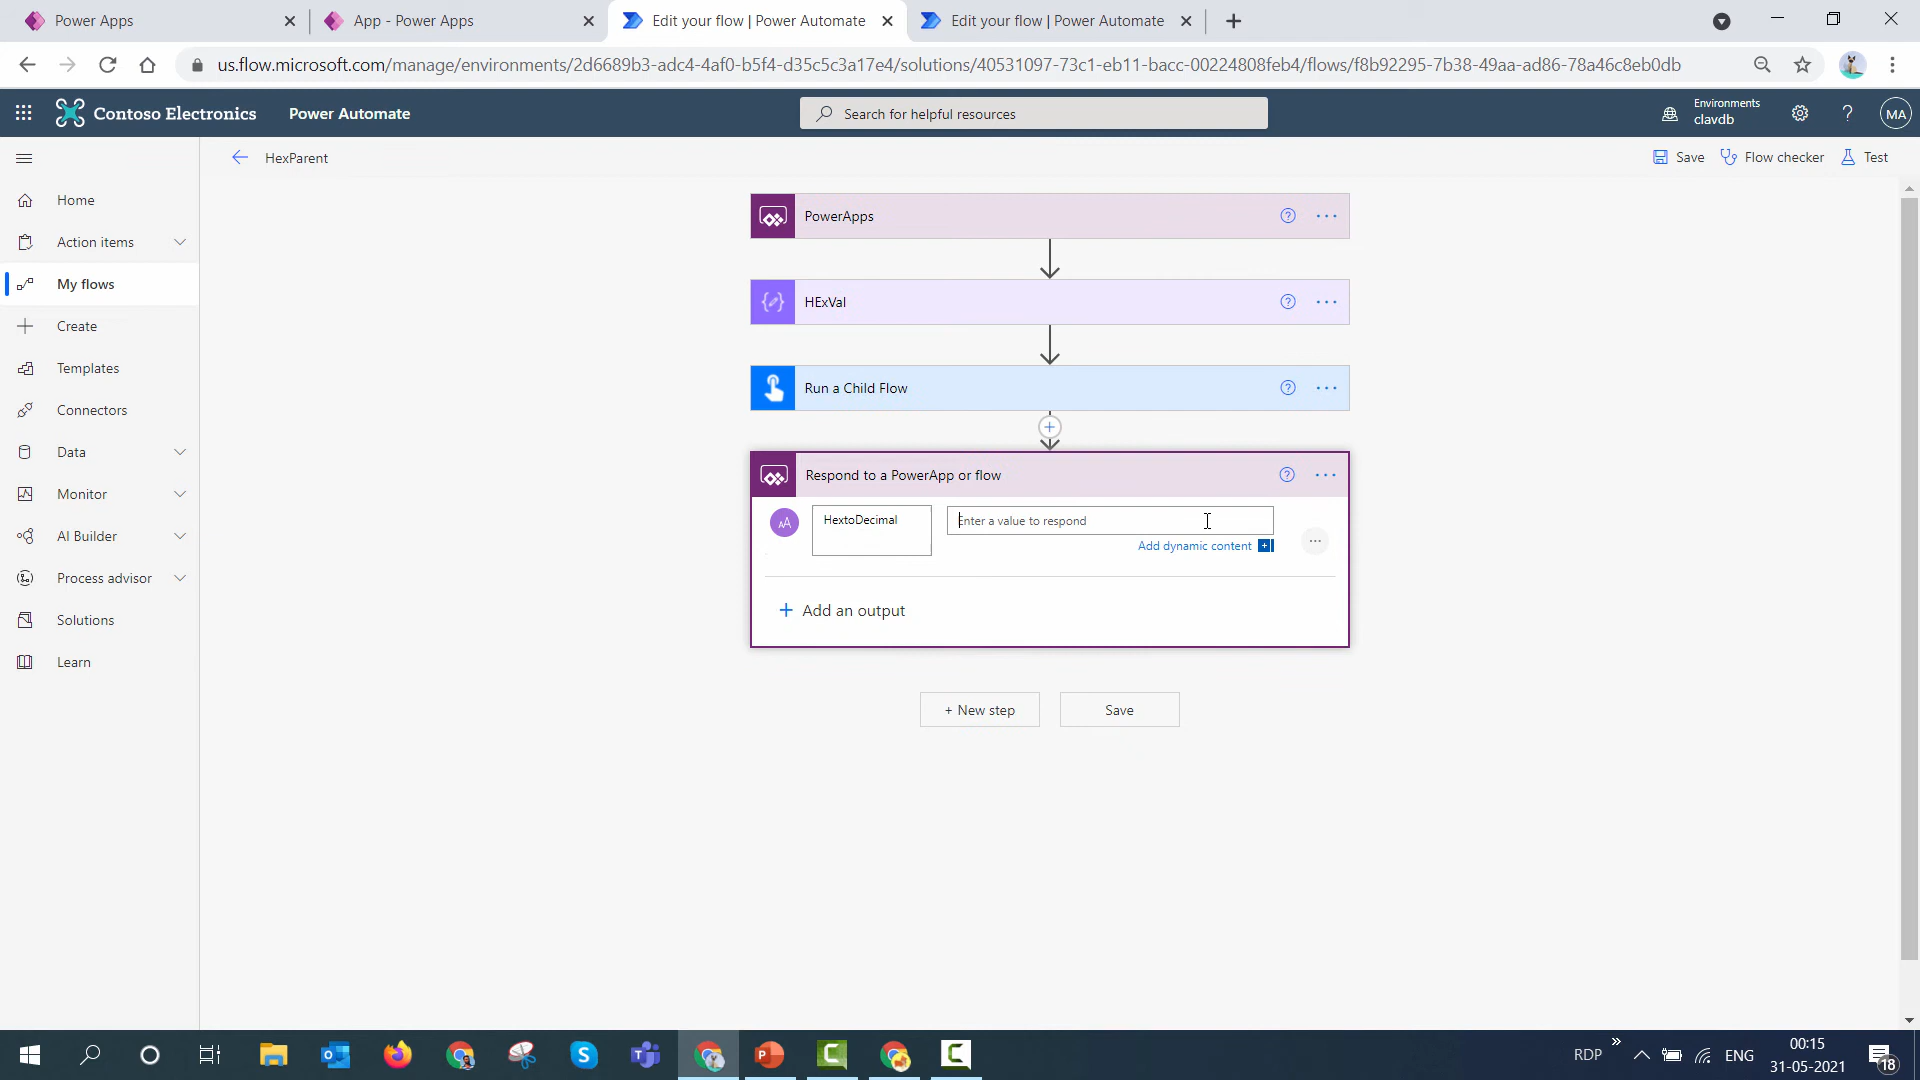 Power Apps
App - Power Apps
Edit your flow | Power Automate
Edit your flow | Power Automate
us.flow.microsoft.com/manage/environments/2d6689b3-adc4-4af0-b5f4-d35c5c3a17e4/solutions/40531097-73c1-eb11-bacc-00224808feb4/flows/f8b92295-7b38-49aa-ad86-78a46c8eb0db
Contoso Electronics
Power Automate
Search for helpful resources
Environments
clavdb
MA
HexParent
Save
Flow checker
Test
Home
Action items
My flows
Create
Templates
Connectors
Data
Monitor
AI Builder
Process advisor
Solutions
Learn
PowerApps
HExVal
Run a Child Flow
Respond to a PowerApp or flow
AA
HextoDecimal
Enter a value to respond
Add dynamic content
+ Add an output
+ New step
Save
RDP
ENG
00:15
31-05-2021
18